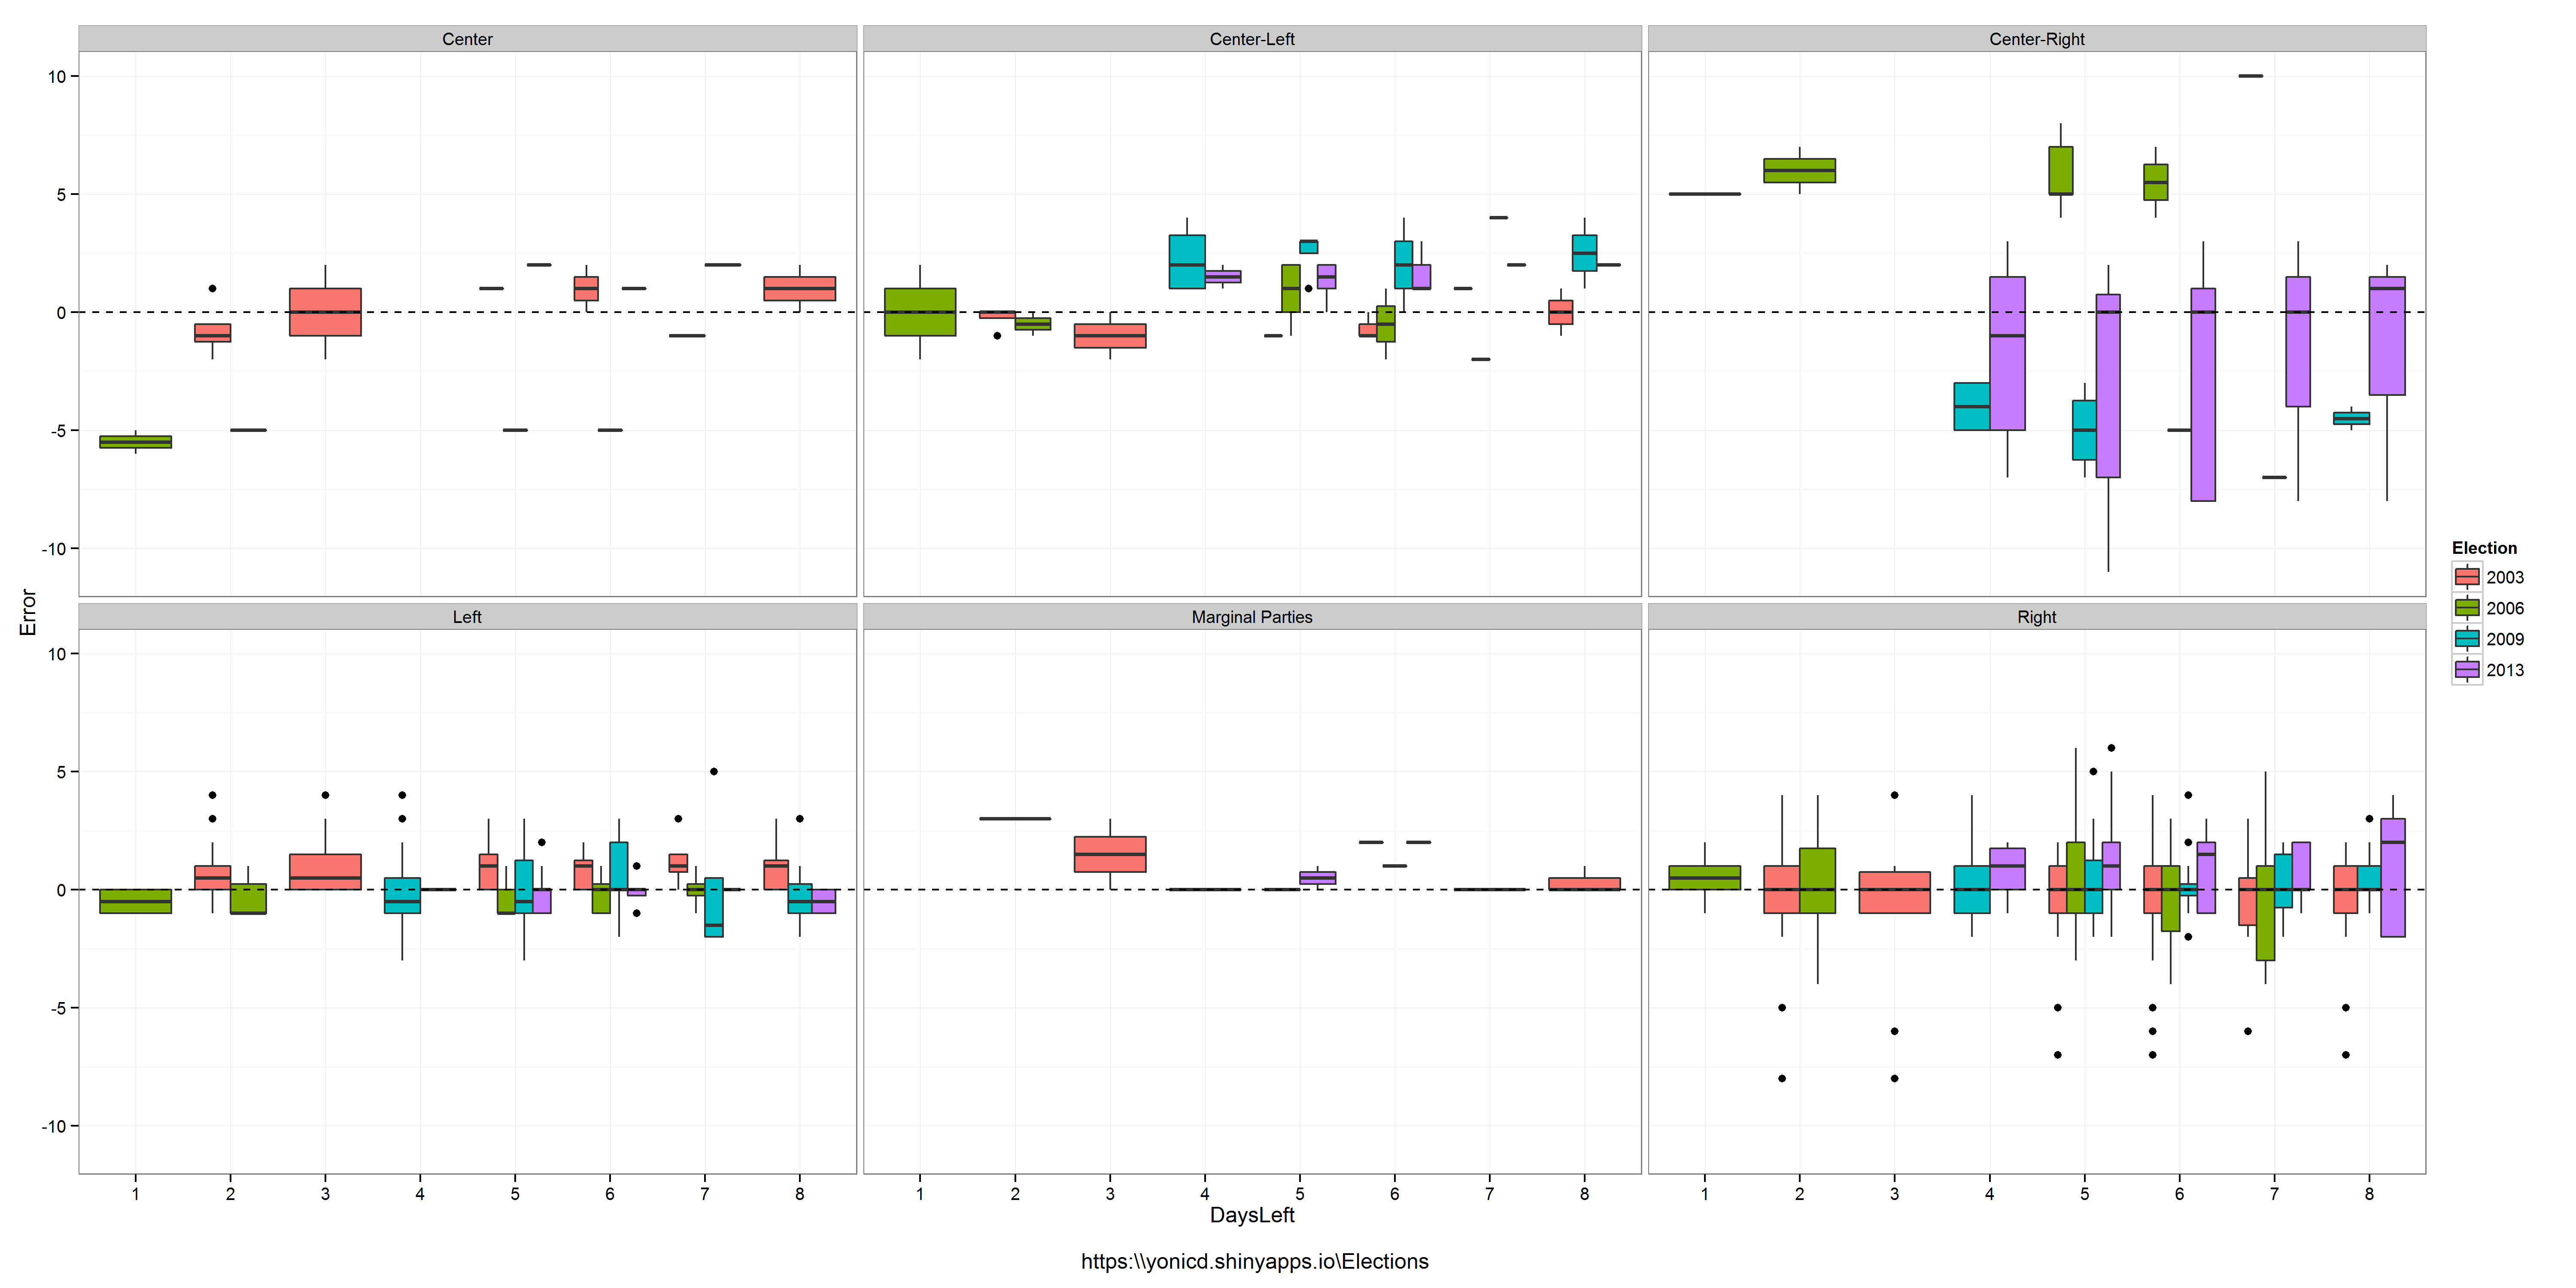 Center
Center-Left
Center-Right
10
5
0
-5
-10
Error
Left
Marginal Parties
Right
10
5
0
-5
-10
Election
2003
2006
2009
2013
1 2 3 4 5 6 7 8
1 2 3 4 5 6 7 8
1 2 3 4 5 6 7 8
DaysLeft
https:\\yonicd.shinyapps.io\Elections